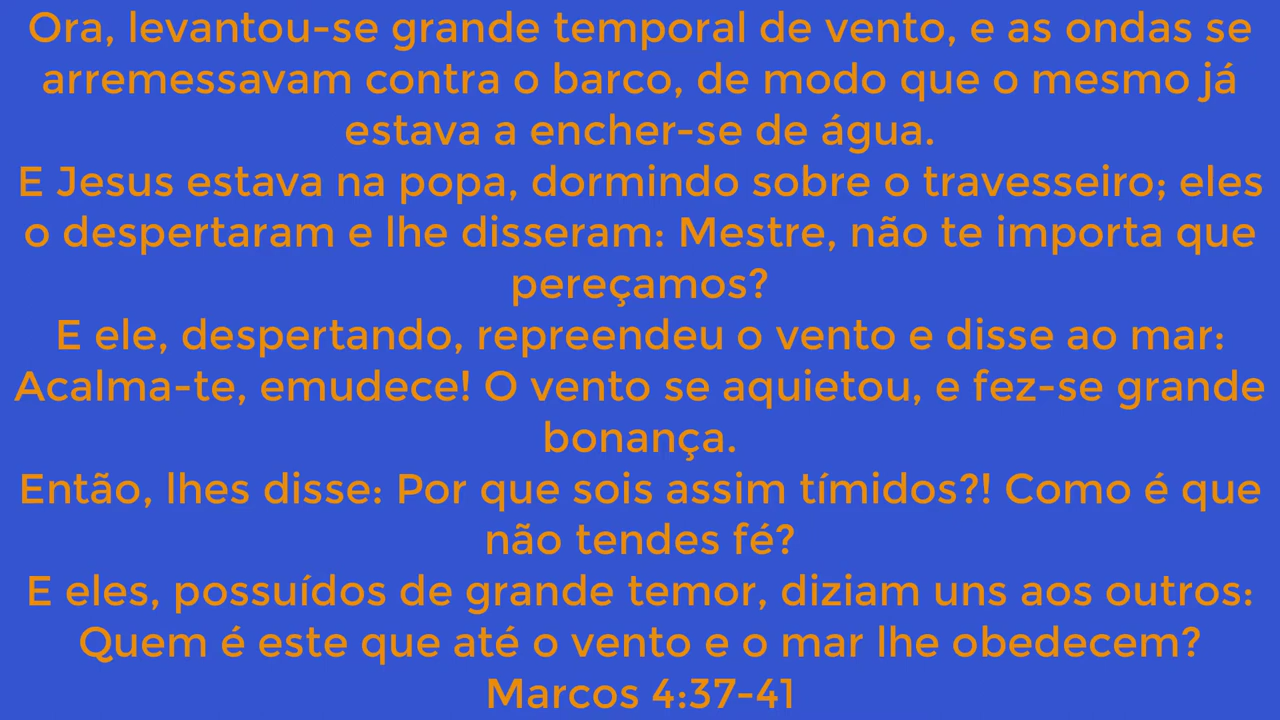 Ora, levantou-se grande temporal de vento, e as ondas se
arremessavam contra o barco, de modo que o mesmo já
estava a encher-se de água.
E Jesus estava na popa, dormindo sobre o travesseiro; eles
o despertaram e lhe disseram: Mestre, não te importa que
pereçamos?
E ele, despertando, repreendeu o vento e disse ao mar:
Acalma-te, emudece! O vento se aquietou, e fez-se grande
bonança.
Então, lhes disse: Por que sois assim tímidos?! Como é que
não tendes fé?
E eles, possuídos de grande temor, diziam uns aos outros:
Quem é este que até o vento e o mar lhe obedecem?
Marcos 4:37-41